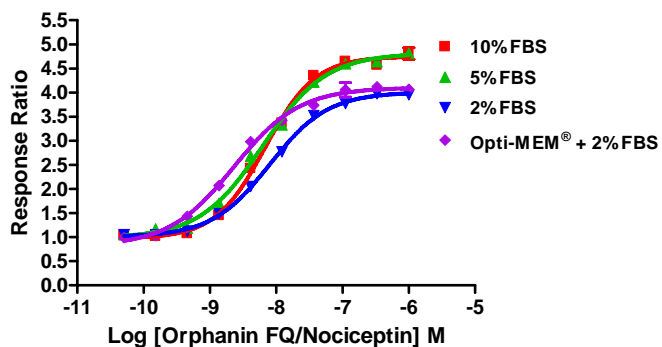 5.5
5.0
4.5
4.0
3.5
3.0
2.5
2.0
1.5
1.0
0.5
0.0
Response Ratio
-11 -10 -9 -8 -7 -6 -5
Log [Orphanin FQ/Nociceptin] M
10%FBS
5%FBS
2%FBS
Opti-MEM® + 2%FBS